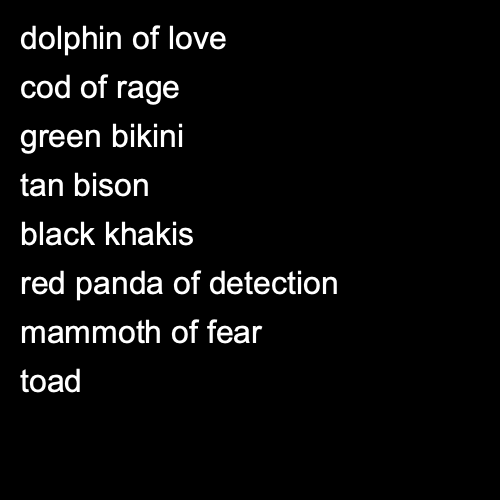 dolphin of love
cod of rage
green bikini
tan bison
black khakis
red panda of detection
mammoth of fear
toad